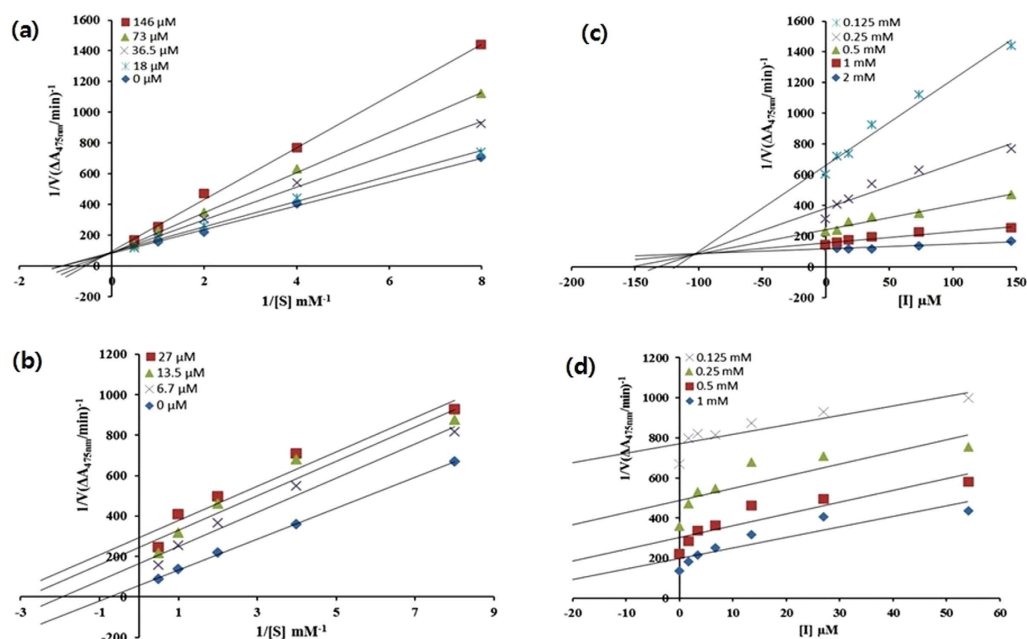 (a)
1600
1400
1200
1000
800
600
400
200
0
-200
-2
0
2
4
6
8
146 µM
73 µM
36.5 µM
18 µM
0 µM
1/V(ΔA475nm/min)-1
1/[S] mM-1
(c)
1600
1400
1200
1000
800
600
400
200
0
-200
-200
-150
-100
-50
0
50
100
150
0.125 mM
0.25 mM
0.5 mM
1 mM
2 mM
1/V(ΔA475nm/min)-1
[I] µM
(b)
1200
1000
800
600
400
200
0
-200
-3
0
3
6
9
27 µM
13.5 µM
6.7 µM
0 µM
1/V(ΔA475nm/min)-1
1/[S] mM-1
(d)
1200
1000
800
600
400
200
0
-20
-10
0
10
20
30
40
50
60
0.125 mM
0.25 mM
0.5 mM
1 mM
1/V(ΔA475nm/min)-1
[I] µM